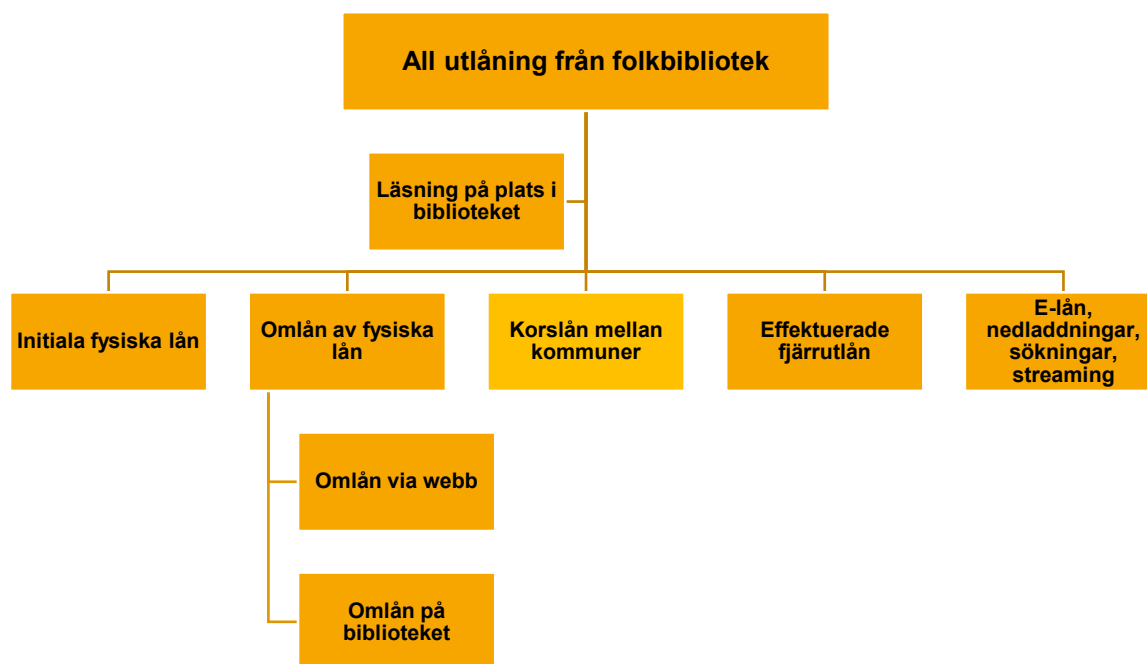 All utlåning från folkbibliotek
Läsning på plats i
biblioteket
Initiala fysiska lån
Omlån av fysiska
lån
Korslån mellan
kommuner
Effektuerade
fjärrutlån
E-lån,
nedladdningar,
sökningar,
streaming
Omlån via webb
Omlån på
biblioteket